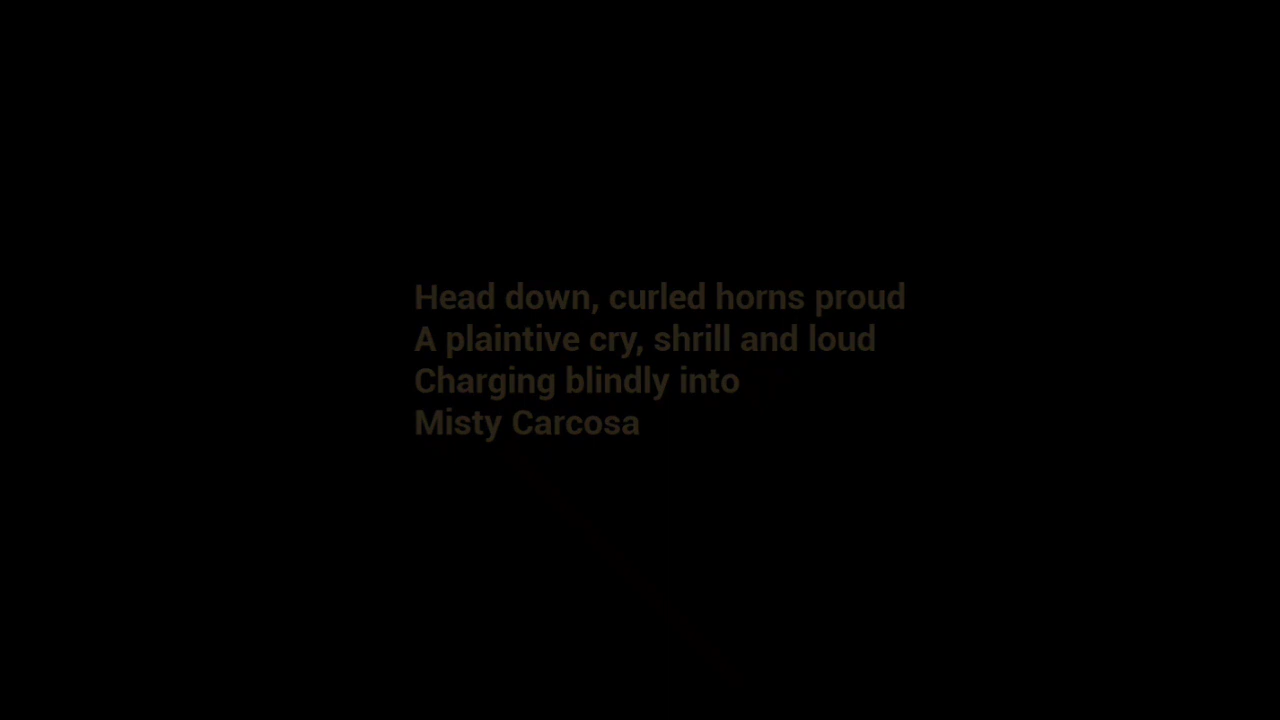 Head down, curled horns proud
A plaintive cry, shrill and loud
Charging blindly into
Misty Carcosa